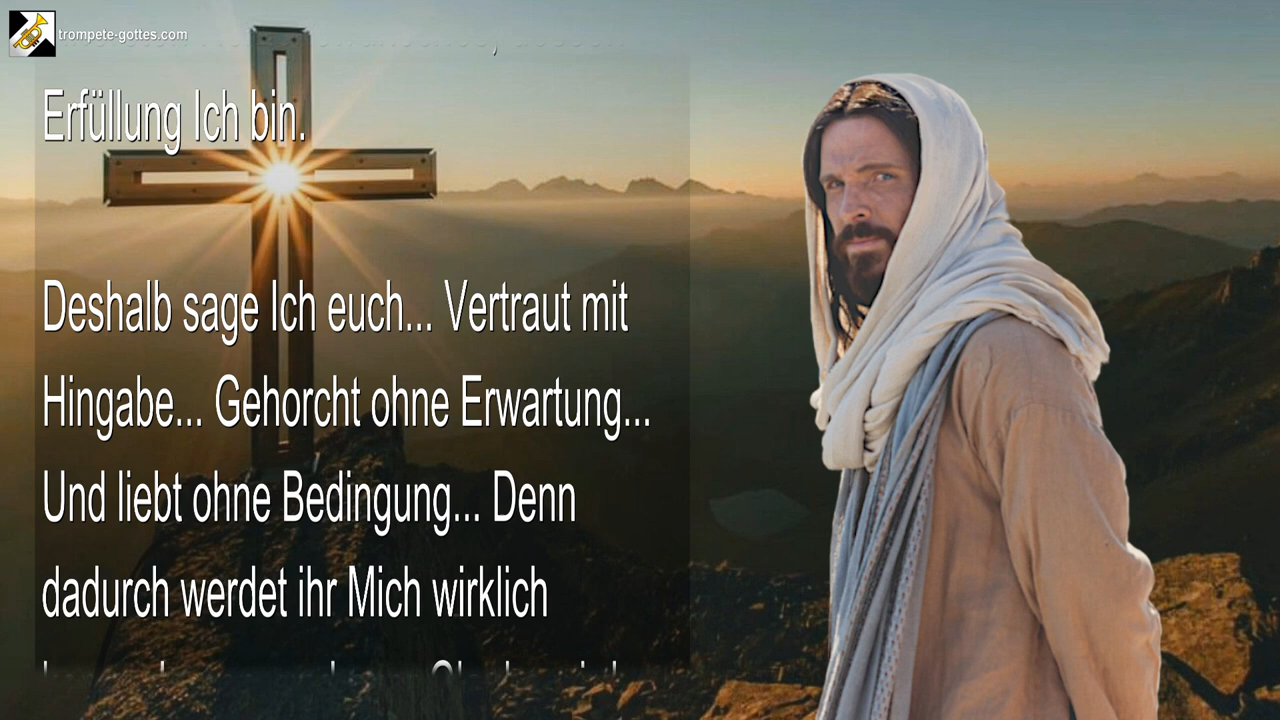 trompete-gottes.com
Erfüllung Ich bin.
Deshalb sage Ich euch... Vertraut mit
Hingabe... Gehorcht ohne Erwartung...
Und liebt ohne Bedingung... Denn
dadurch werdet ihr Mich wirklich